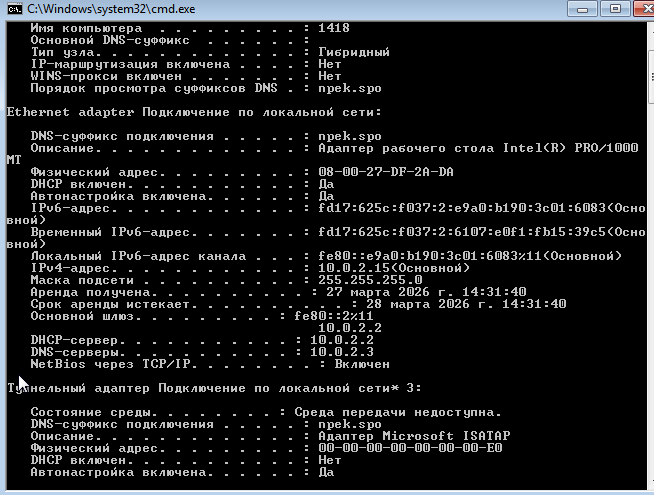 C:\Windows\system32\cmd.exe
Имя компьютера  . . . . . . . . . : 1418
Основной DNS-суффикс  . . . . . . :
Тип узла. . . . . . . . . . . . . : Гибридный
IP-маршрутизация включена . . . . : Нет
WINS-прокси включен . . . . . . . : Нет
Порядок просмотра суффиксов DNS . : npek.spo
Ethernet adapter Подключение по локальной сети:
DNS-суффикс подключения . . . . . : npek.spo
Описание. . . . . . . . . . . . . : Адаптер рабочего стола Intel(R) PRO/1000
MT
Физический адрес. . . . . . . . . : 08-00-27-DF-2A-DA
DHCP включен. . . . . . . . . . . : Да
Автонастройка включена. . . . . . : Да
IPv6-адрес. . . . . . . . . . . . : fd17:625c:f037:2:e9a0:b190:3c01:6083(Осно
вной)
Временный IPv6-адрес. . . . . . . : fd17:625c:f037:2:6107:e0f1:fb15:39c5(Осно
вной)
Локальный IPv6-адрес канала . . . : fe80::e9a0:b190:3c01:6083%11(Основной)
IPv4-адрес. . . . . . . . . . . . : 10.0.2.15(Основной)
Маска подсети . . . . . . . . . . : 255.255.255.0
Аренда получена. . . . . . . . . . : 27 марта 2026 г. 14:31:40
Срок аренды истекает. . . . . . . . . . : 28 марта 2026 г. 14:31:40
Основной шлюз. . . . . . . . . : fe80::2%11
10.0.2.2
DHCP-сервер. . . . . . . . . . . : 10.0.2.2
DNS-серверы. . . . . . . . . . . : 10.0.2.3
NetBios через TCP/IP. . . . . . . . : Включен
Туннельный адаптер Подключение по локальной сети* 3:
Состояние среды. . . . . . . . : Среда передачи недоступна.
DNS-суффикс подключения . . . . . : npek.spo
Описание. . . . . . . . . . . . . : Адаптер Microsoft ISATAP
Физический адрес. . . . . . . . . : 00-00-00-00-00-00-00-E0
DHCP включен. . . . . . . . . . . : Нет
Автонастройка включена. . . . . . : Да